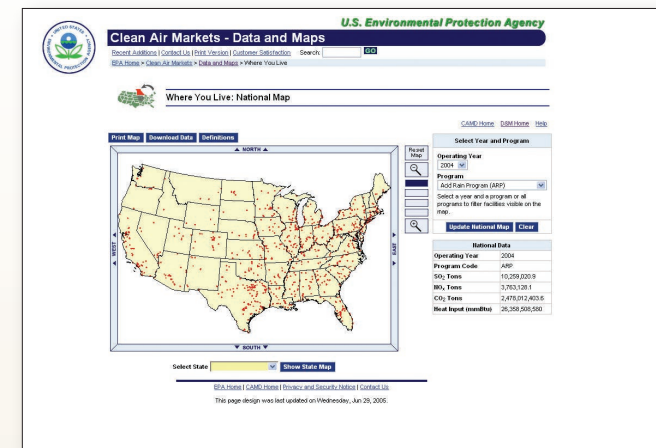 U.S. Environmental Protection Agency
Clean Air Markets - Data and Maps
Recent Additions | Contact Us | Print Version | Customer Satisfaction Search: GO
EPA Home > Clean Air Markets > Data and Maps > Where You Live
Where You Live: National Map
CAMD Home DSM Home Help
Print Map Download Data Definitions
NORTH
WEST
EAST
SOUTH
Reset
Map
Select Year and Program
Operating Year
2004
Program
Acid Rain Program (ARP)
Select a year and a
program or all
programs to filter facilities visible on the
map.
Update National Map Clear
National Data
Operating Year 2004
Program Code ARP
SO2 Tons 10,259,020.9
NOx Tons 3,763,126.1
CO2 Tons 2,478,012,403.6
Heat Input (mmBtu) 26,358,508,580
Select State Show State Map
EPA Home | CAMD Home | Privacy and Security Notice | Contact Us
This page design was last updated on Wednesday, Jun 29, 2005.